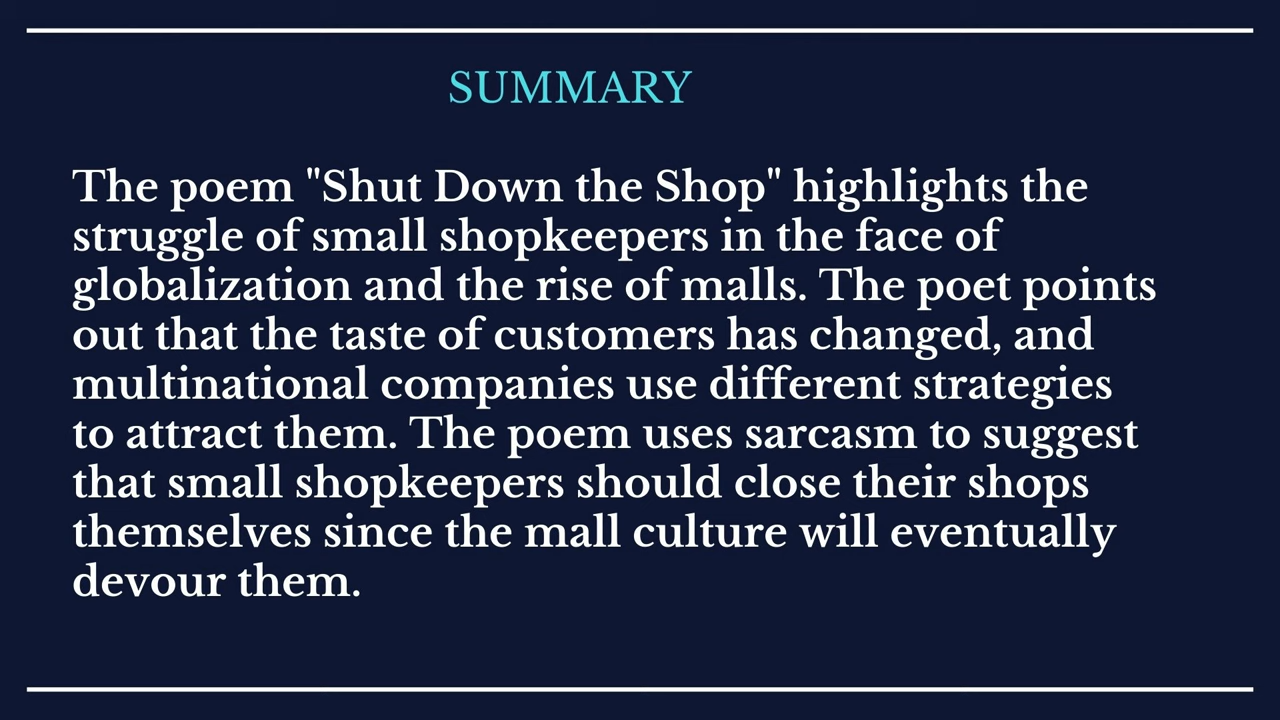 SUMMARY
The poem "Shut Down the Shop" highlights the
struggle of small shopkeepers in the face of
globalization and the rise of malls. The poet points
out that the taste of customers has changed, and
multinational companies use different strategies
to attract them. The poem uses sarcasm to suggest
that small shopkeepers should close their shops
themselves since the mall culture will eventually
devour them.